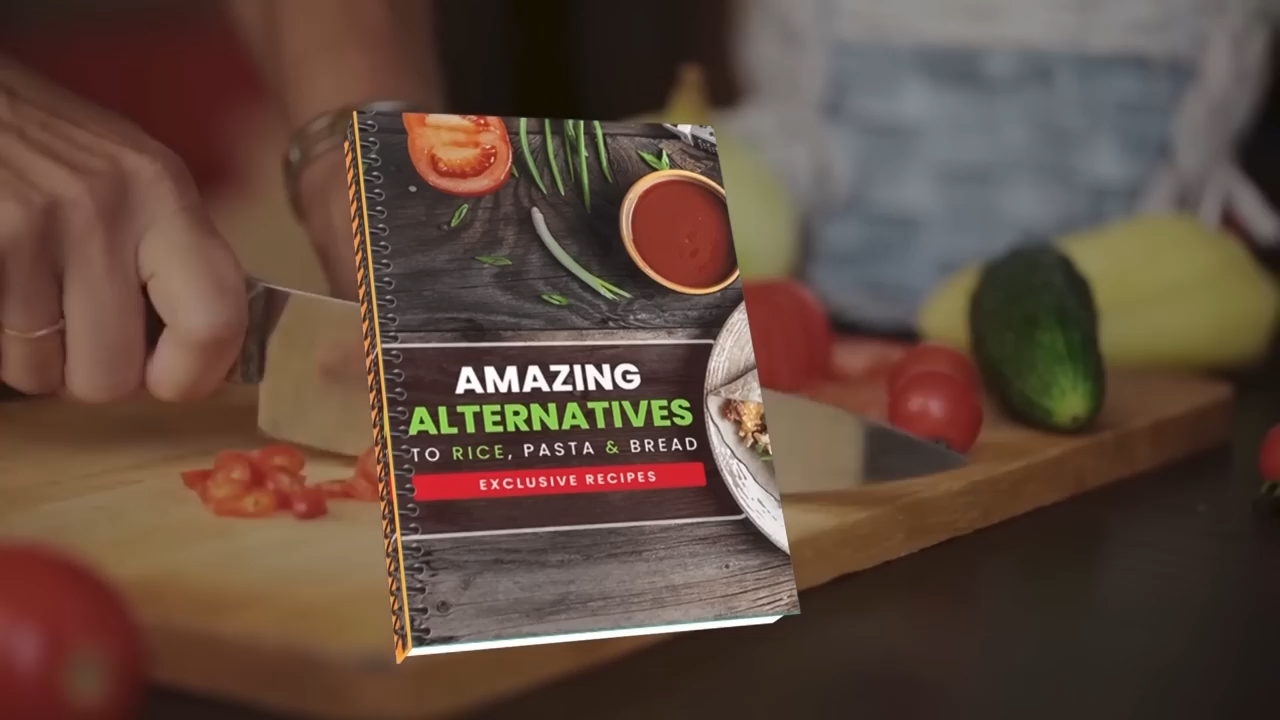 AMAZING
ALTERNATIVES
TO RICE, PASTA & BREAD
EXCLUSIVE RECIPES